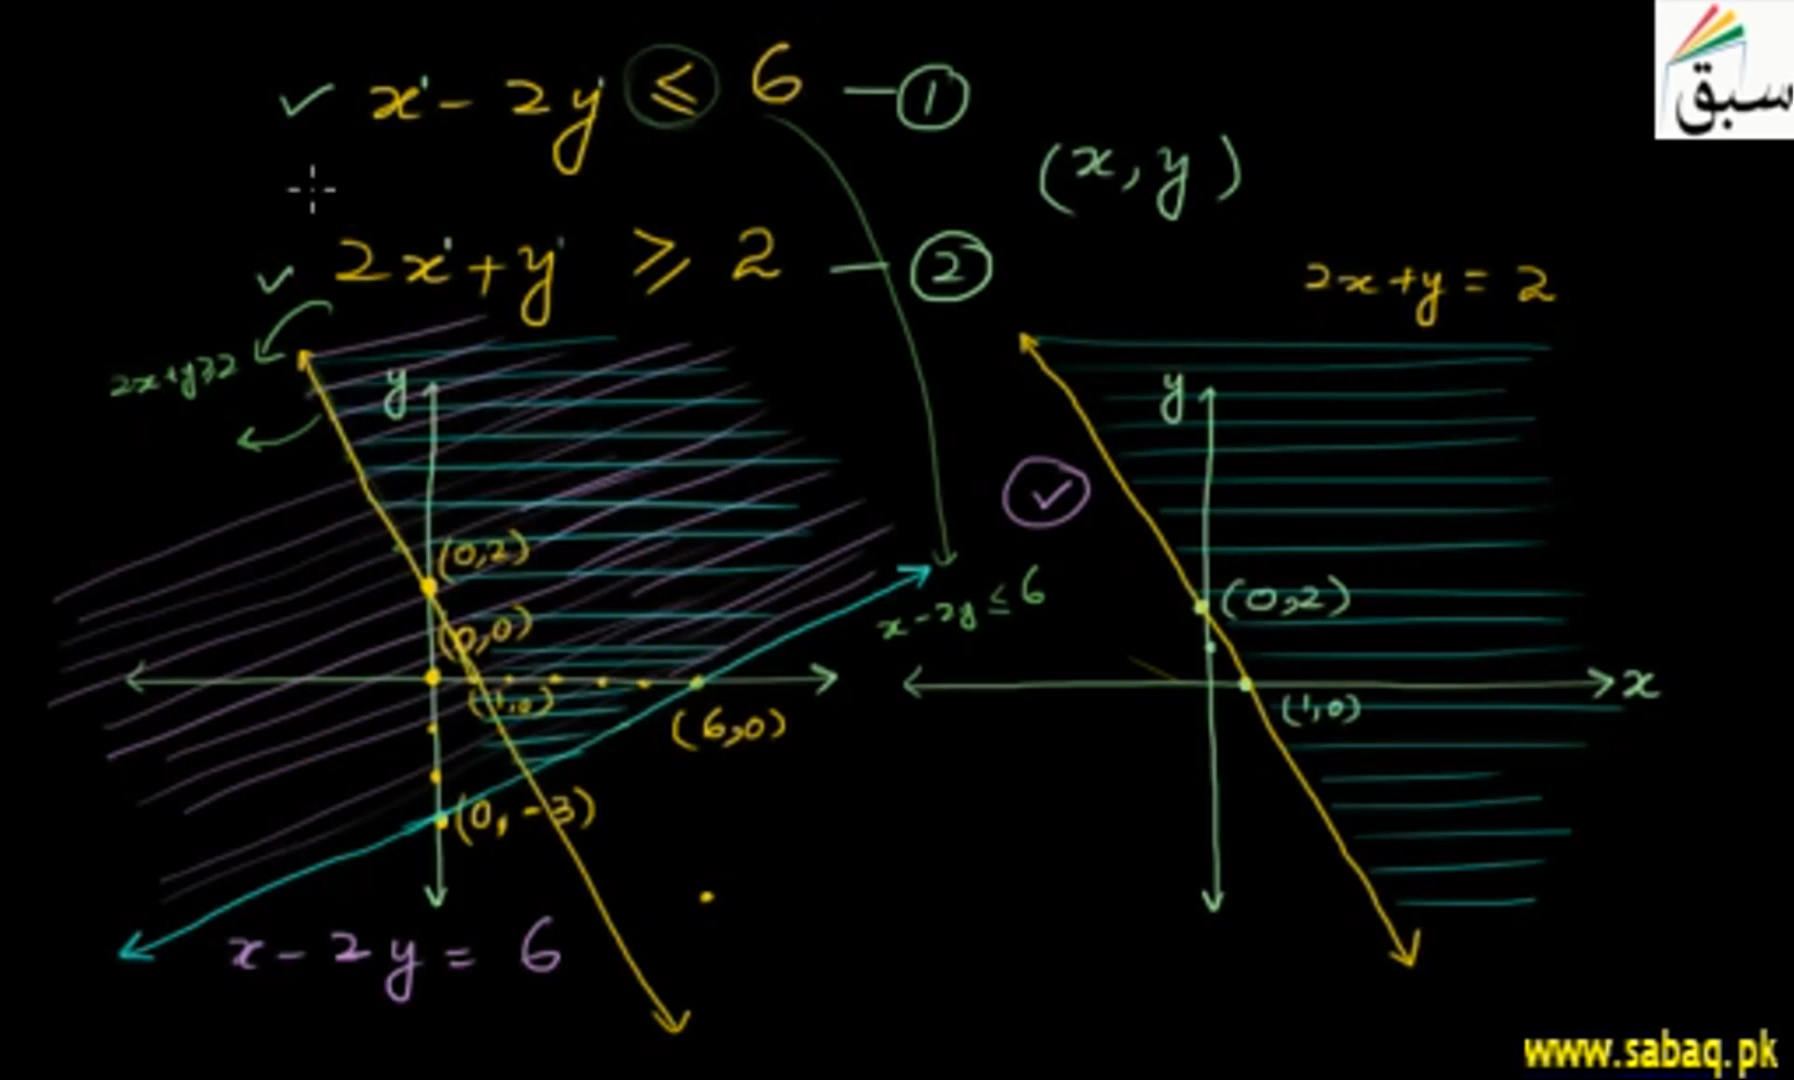 سبق
✓ x - 2y ≤ 6 — ①
(x, y)
✓ 2x + y ≥ 2 — ②
2x + y = 2
2x+y≥2
y
y
(0,2)
x-2y ≤ 6
✓
(0,2)
(0,0)
x
(1,0)
(6,0)
(1,0)
(0,-3)
x - 2y = 6
www.sabaq.pk